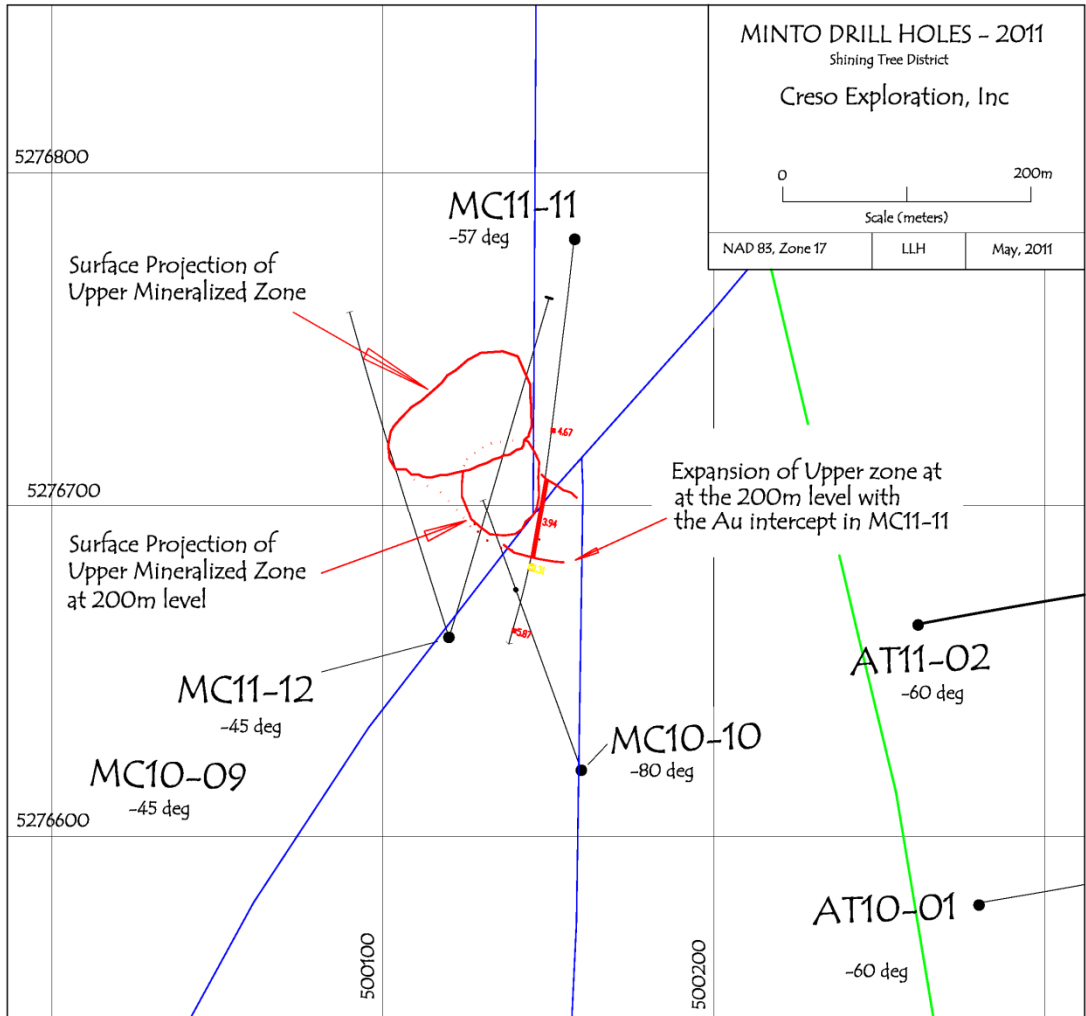 MINTO DRILL HOLES - 2011
Shining Tree District
Creso Exploration, Inc
0
200m
Scale (meters)
NAD 83, Zone 17
LLH
May, 2011
5276800
MC11-11
-57 deg
Surface Projection of
Upper Mineralized Zone
4.67
5276700
Expansion of Upper zone at
at the 200m level with
the Au intercept in MC11-11
3.94
Surface Projection of
Upper Mineralized Zone
at 200m level
5.87
AT11-02
-60 deg
MC11-12
-45 deg
MC10-10
-80 deg
MC10-09
-45 deg
5276600
AT10-01
-60 deg
500100
500200